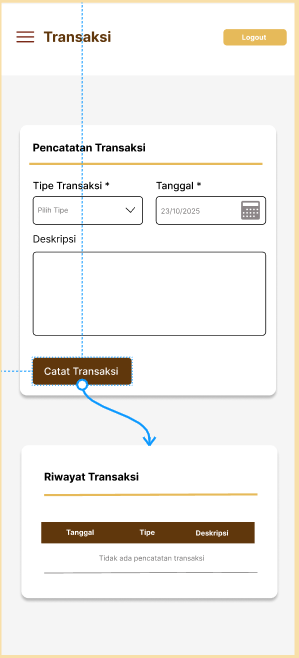 Transaksi
Logout
Pencatatan Transaksi
Tipe Transaksi * Tanggal *
Pilih Tipe 23/10/2025
Deskripsi
Catat Transaksi
Riwayat Transaksi
Tanggal Tipe Deskripsi
Tidak ada pencatatan transaksi